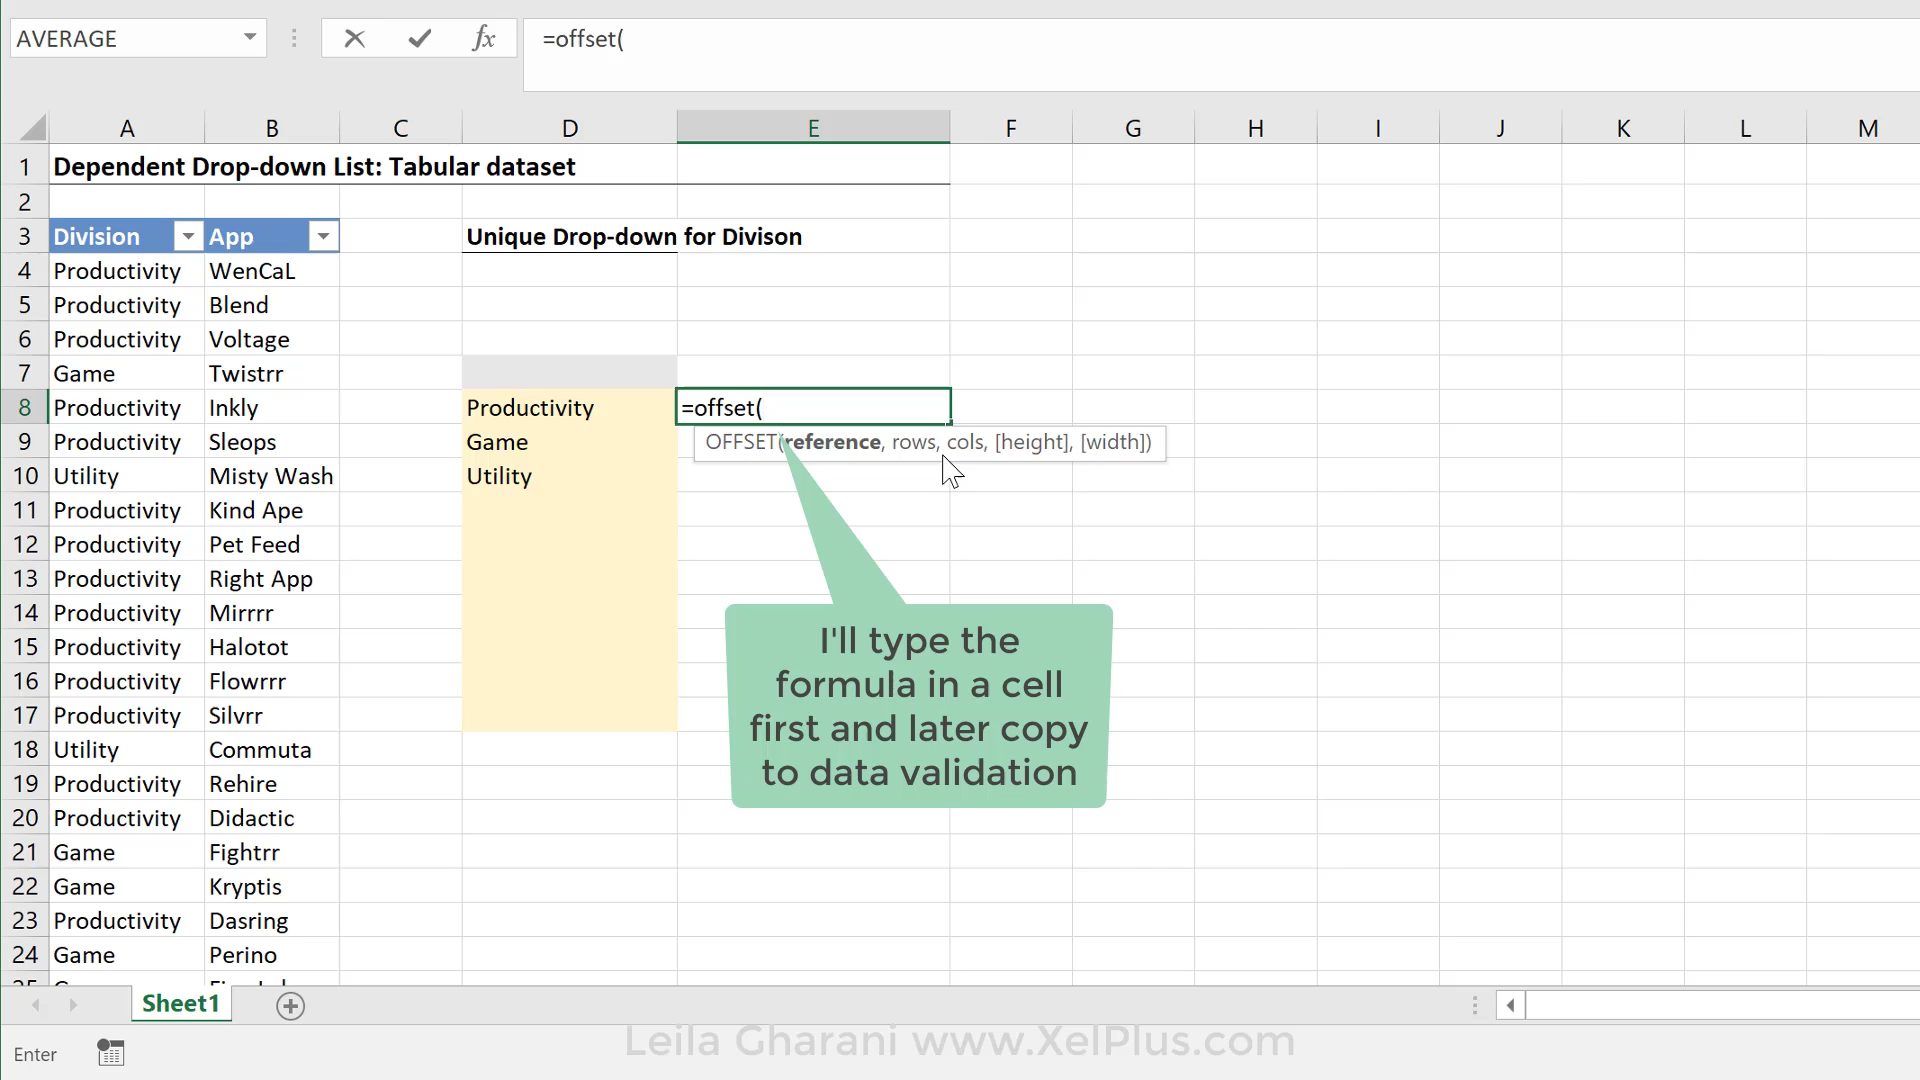 AVERAGE
fx
=offset(
A B C D E F G H I J K L M
1 Dependent Drop-down List: Tabular dataset
2
3 Division App Unique Drop-down for Divison
4 Productivity WenCaL
5 Productivity Blend
6 Productivity Voltage
7 Game Twistrr
8 Productivity Inkly Productivity =offset(
9 Productivity Sleops Game OFFSET(reference, rows, cols, [height], [width])
10 Utility Misty Wash Utility
11 Productivity Kind Ape
12 Productivity Pet Feed
13 Productivity Right App
14 Productivity Mirrrr
15 Productivity Halotot
16 Productivity Flowrrr
17 Productivity Silvrr
18 Utility Commuta
19 Productivity Rehire
20 Productivity Didactic
21 Game Fightrr
22 Game Kryptis
23 Productivity Dasring
24 Game Perino
I'll type the
formula in a cell
first and later copy
to data validation
Sheet1
Leila Gharani www.XelPlus.com
Enter